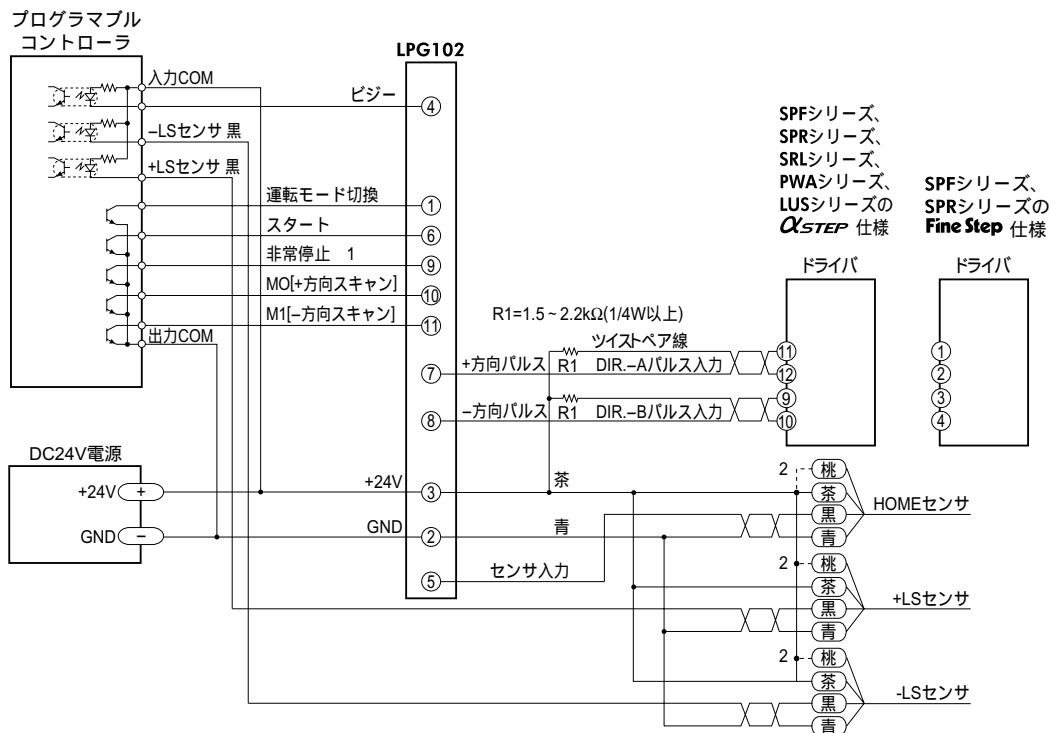 プログラマブル
コントローラ
LPG102
入力COM
ビジー
④
−LSセンサ 黒
+LSセンサ 黒
運転モード切換
①
スタート
⑥
非常停止 1
⑨
MO[+方向スキャン]
⑩
M1[−方向スキャン]
⑪
出力COM
SPFシリーズ、
SPRシリーズ、
SRLシリーズ、
PWAシリーズ、
LUSシリーズの
αSTEP 仕様
SPFシリーズ、
SPRシリーズの
Fine Step 仕様
ドライバ
ドライバ
R1=1.5~2.2kΩ(1/4W以上)
ツイストペア線
⑦
+方向パルス
R1
DIR.−Aパルス入力
⑪
⑫
⑧
−方向パルス
R1
DIR.−Bパルス入力
⑨
⑩
①
②
③
④
DC24V電源
+24V
+
+24V
③
茶
GND
−
GND
②
青
⑤
センサ入力
2
桃
茶
黒
青
HOMEセンサ
2
桃
茶
黒
青
+LSセンサ
2
桃
茶
黒
青
-LSセンサ